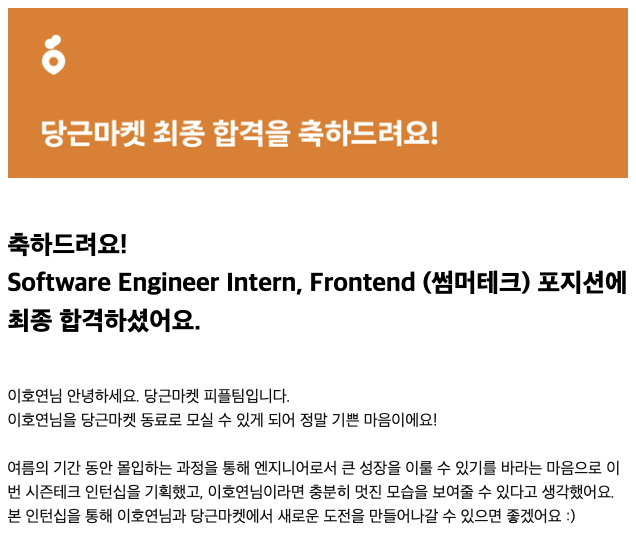 당근마켓 최종 합격을 축하드려요!
축하드려요!
Software Engineer Intern, Frontend (썸머테크) 포지션에
최종 합격하셨어요.
이호연님 안녕하세요. 당근마켓 피플팀입니다.
이호연님을 당근마켓 동료로 모실 수 있게 되어 정말 기쁜 마음이에요!
여름의 기간 동안 몰입하는 과정을 통해 엔지니어로서 큰 성장을 이룰 수 있기를 바라는 마음으로 이
번 시즌테크 인턴십을 기획했고, 이호연님이라면 충분히 멋진 모습을 보여줄 수 있다고 생각했어요.
본 인턴십을 통해 이호연님과 당근마켓에서 새로운 도전을 만들어나갈 수 있으면 좋겠어요 :)